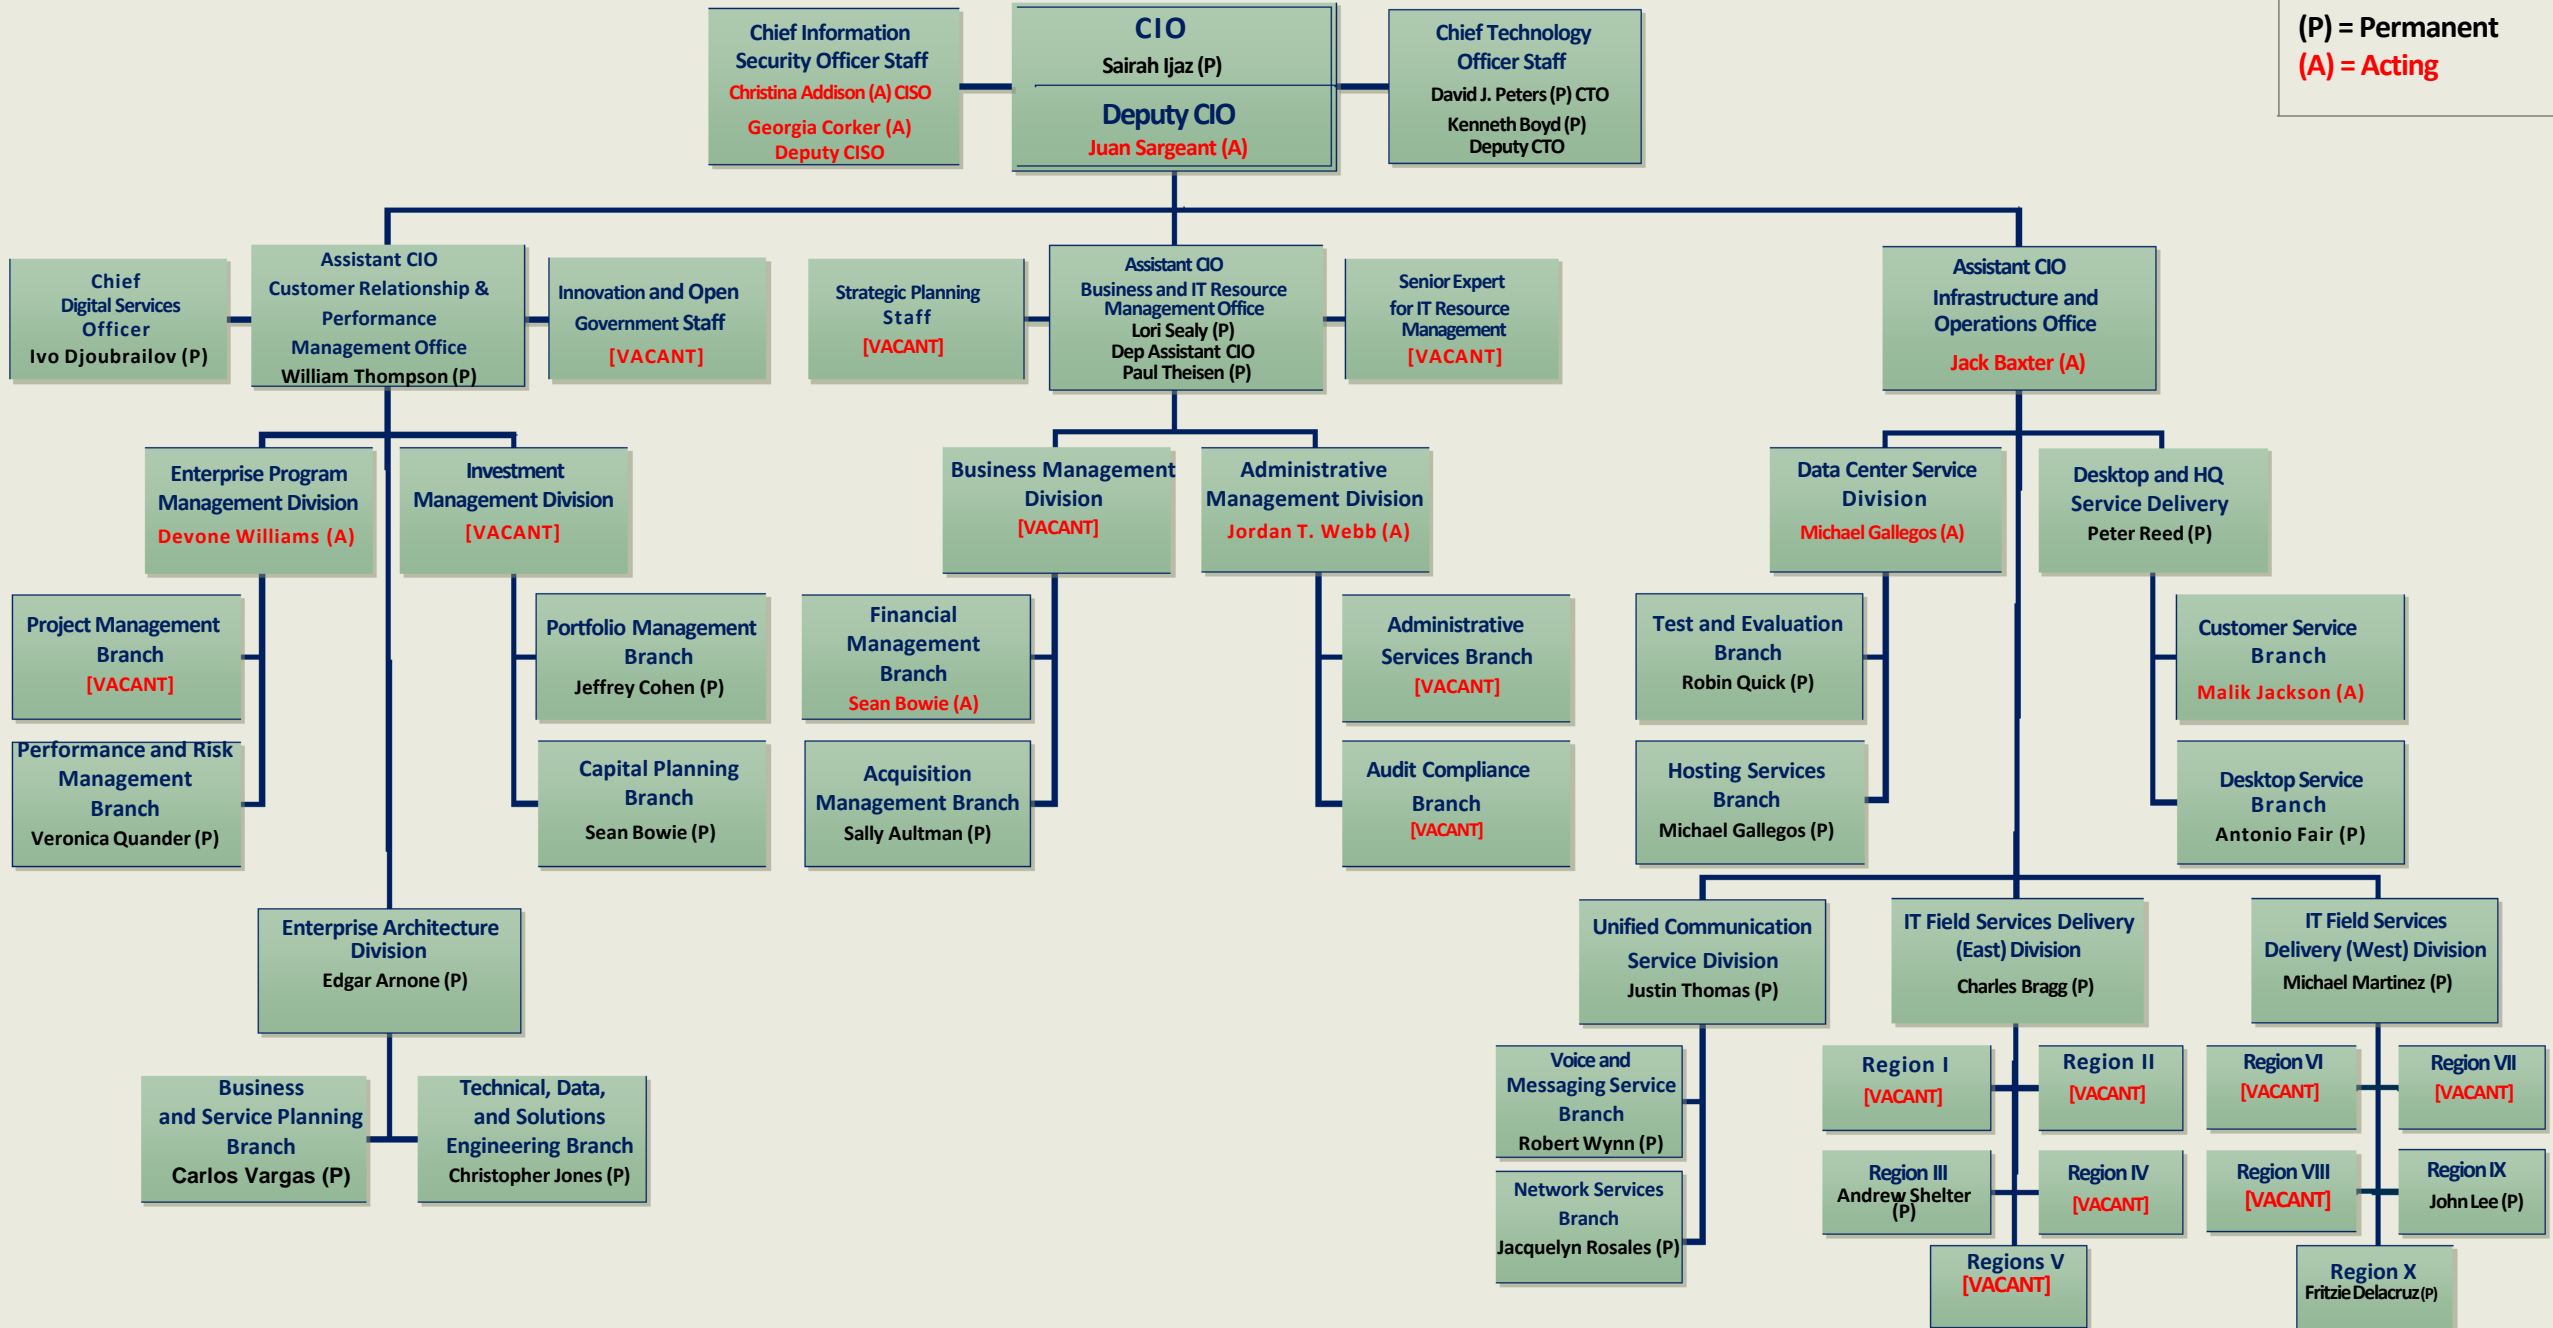 Chief Information
Security Officer Staff
Christina Addison (A) CISO
Georgia Corker (A)
Deputy CISO
CIO
Sairah Ijaz (P)
Deputy CIO
Juan Sargeant (A)
Chief Technology
Officer Staff
David J. Peters (P) CTO
Kenneth Boyd (P)
Deputy CTO
(P) = Permanent
(A) = Acting
Chief
Digital Services
Officer
Ivo Djoubrailov (P)
Assistant CIO
Customer Relationship &
Performance
Management Office
William Thompson (P)
Innovation and Open
Government Staff
[VACANT]
Strategic Planning
Staff
[VACANT]
Assistant CIO
Business and IT Resource
Management Office
Lori Sealy (P)
Dep Assistant CIO
Paul Theisen (P)
Senior Expert
for IT Resource
Management
[VACANT]
Assistant CIO
Infrastructure and
Operations Office
Jack Baxter (A)
Enterprise Program
Management Division
Devone Williams (A)
Investment
Management Division
[VACANT]
Business Management
Division
[VACANT]
Administrative
Management Division
Jordan T. Webb (A)
Data Center Service
Division
Michael Gallegos (A)
Desktop and HQ
Service Delivery
Peter Reed (P)
Project Management
Branch
[VACANT]
Portfolio Management
Branch
Jeffrey Cohen (P)
Financial
Management
Branch
Sean Bowie (A)
Administrative
Services Branch
[VACANT]
Test and Evaluation
Branch
Robin Quick (P)
Customer Service
Branch
Malik Jackson (A)
Performance and Risk
Management
Branch
Veronica Quander (P)
Capital Planning
Branch
Sean Bowie (P)
Acquisition
Management Branch
Sally Aultman (P)
Audit Compliance
Branch
[VACANT]
Hosting Services
Branch
Michael Gallegos (P)
Desktop Service
Branch
Antonio Fair (P)
Enterprise Architecture
Division
Edgar Arnone (P)
Unified Communication
Service Division
Justin Thomas (P)
IT Field Services Delivery
(East) Division
Charles Bragg (P)
IT Field Services
Delivery (West) Division
Michael Martinez (P)
Business
and Service Planning
Branch
Carlos Vargas (P)
Technical, Data,
and Solutions
Engineering Branch
Christopher Jones (P)
Voice and
Messaging Service
Branch
Robert Wynn (P)
Network Services
Branch
Jacquelyn Rosales (P)
Region I
[VACANT]
Region II
[VACANT]
Region III
Andrew Shelter
(P)
Region IV
[VACANT]
Regions V
[VACANT]
Region VI
[VACANT]
Region VII
[VACANT]
Region VIII
[VACANT]
Region IX
John Lee (P)
Region X
Fritzie Delacruz (P)